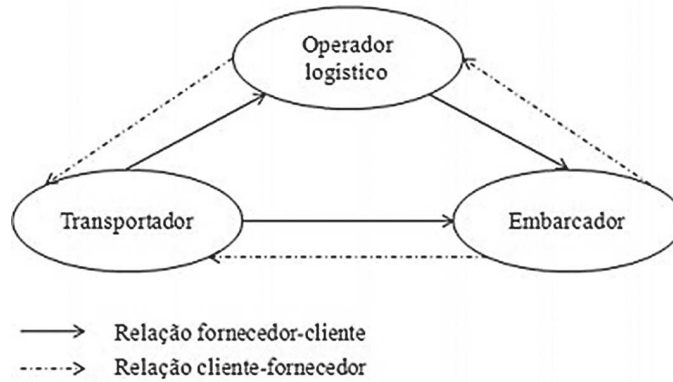 Operador
logístico
Transportador
Embarcador
Relação fornecedor-cliente
Relação cliente-fornecedor